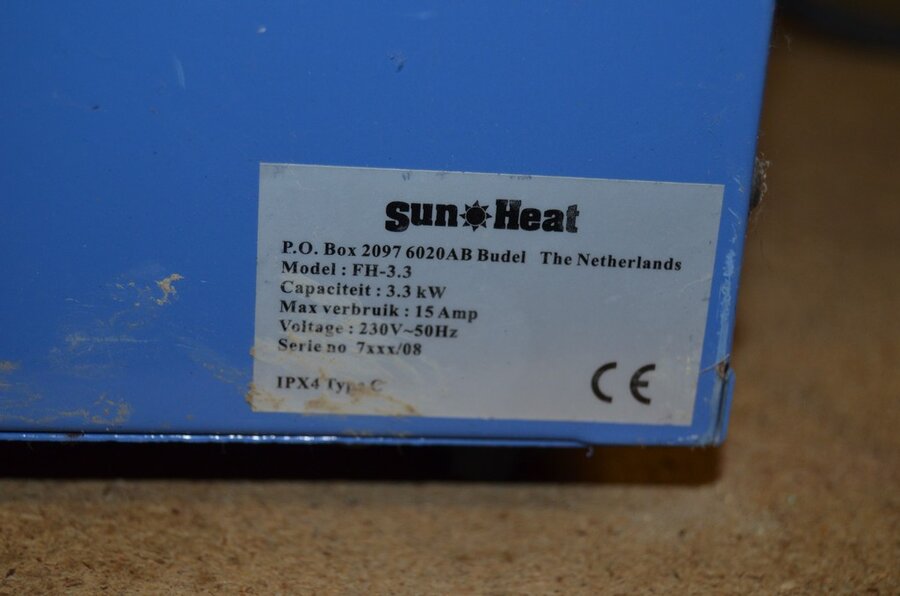 Sun Heat
P.O. Box 2097 6020AB Budel The Netherlands
Model : FH-3.3
Capaciteit : 3.3 kW
Max verbruik : 15 Amp
Voltage : 230V~50Hz
Serie no 7xxx/08
IPX4 Type C
CE